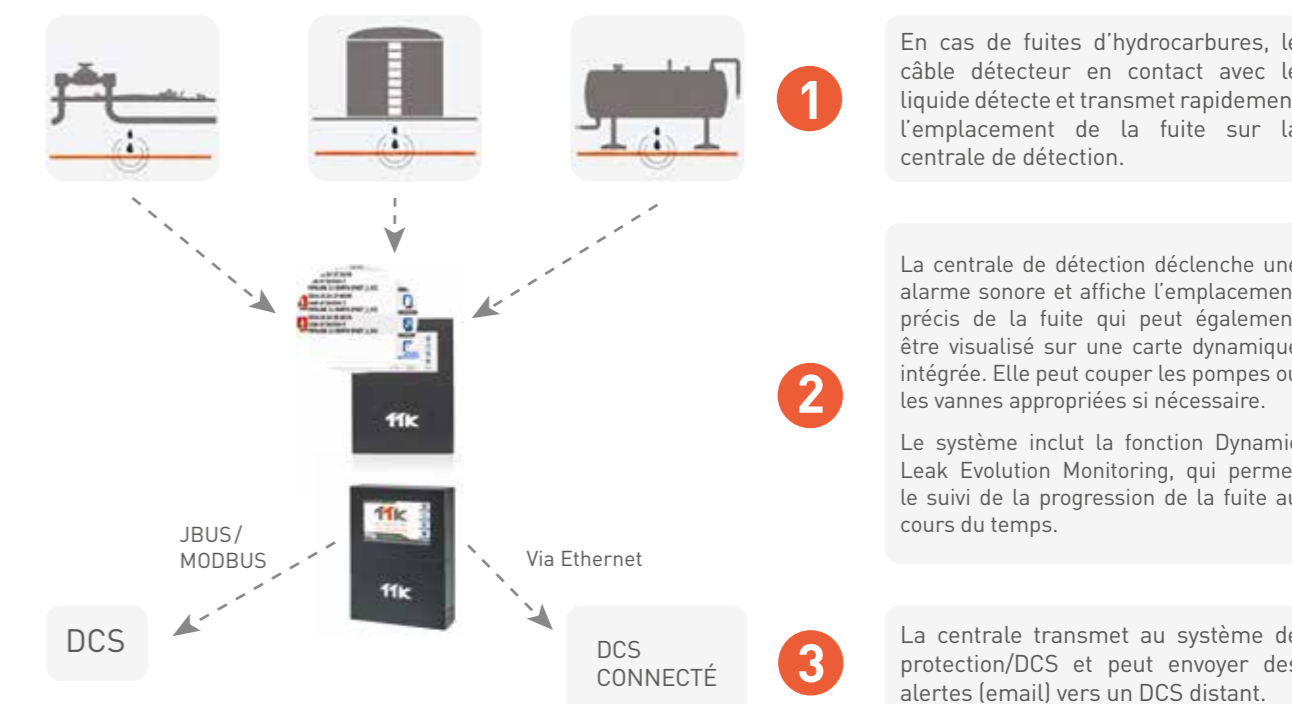 1
En cas de fuites d’hydrocarbures, le
câble détecteur en contact avec le
liquide détecte et transmet rapidemen
l’emplacement de la fuite sur la
centrale de détection.
2
La centrale de détection déclenche une
alarme sonore et affiche l’emplacemen
précis de la fuite qui peut égalemen
être visualisé sur une carte dynamique
intégrée. Elle peut couper les pompes ou
les vannes appropriées si nécessaire.
Le système inclut la fonction Dynamic
Leak Evolution Monitoring, qui perme
le suivi de la progression de la fuite au
cours du temps.
TTK
TTK
TTK
JBUS/
MODBUS
Via Ethernet
DCS
DCS
CONNECTÉ
3
La centrale transmet au système de
protection/DCS et peut envoyer des
alertes (email) vers un DCS distant.